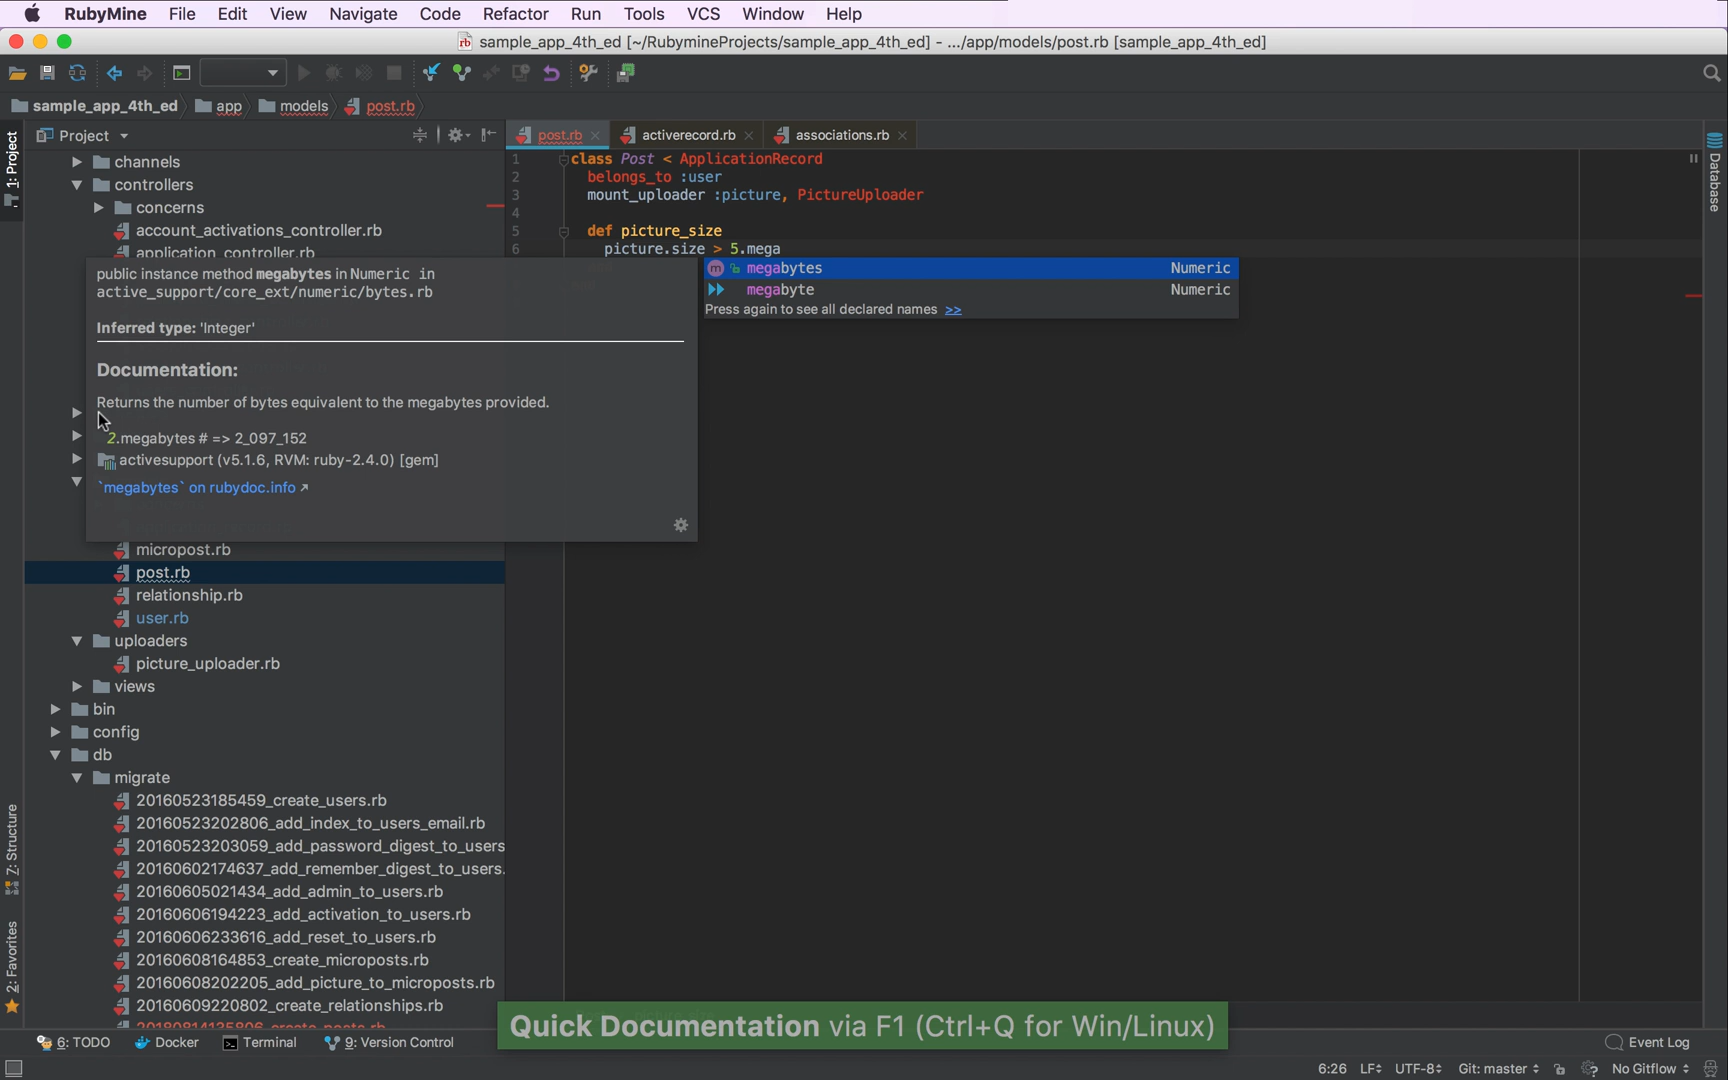 RubyMine File Edit View Navigate Code Refactor Run Tools VCS Window Help
sample_app_4th_ed [~/RubymineProjects/sample_app_4th_ed] - .../app/models/post.rb [sample_app_4th_ed]
sample_app_4th_ed app models post.rb
1: Project
Project
post.rb activerecord.rb associations.rb
Database
channels
controllers
concerns
account_activations_controller.rb
application_controller.rb
1 class Post < ApplicationRecord
2 belongs_to :user
3 mount_uploader :picture, PictureUploader
4
5 def picture_size
6 picture.size > 5.mega
megabytes Numeric
megabyte Numeric
Press again to see all declared names >>
public instance method megabytes in Numeric in
active_support/core_ext/numeric/bytes.rb
Inferred type: 'Integer'
Documentation:
Returns the number of bytes equivalent to the megabytes provided.
2.megabytes # => 2_097_152
activesupport (v5.1.6, RVM: ruby-2.4.0) [gem]
`megabytes` on rubydoc.info
micropost.rb
post.rb
relationship.rb
user.rb
uploaders
picture_uploader.rb
views
bin
config
db
migrate
20160523185459_create_users.rb
20160523202806_add_index_to_users_email.rb
20160523203059_add_password_digest_to_users
20160602174637_add_remember_digest_to_users.
20160605021434_add_admin_to_users.rb
20160606194223_add_activation_to_users.rb
20160606233616_add_reset_to_users.rb
20160608164853_create_microposts.rb
20160608202205_add_picture_to_microposts.rb
20160609220802_create_relationships.rb
7: Structure
2: Favorites
Quick Documentation via F1 (Ctrl+Q for Win/Linux)
6: TODO Docker Terminal 9: Version Control Event Log
6:26 LF UTF-8 Git: master No Gitflow